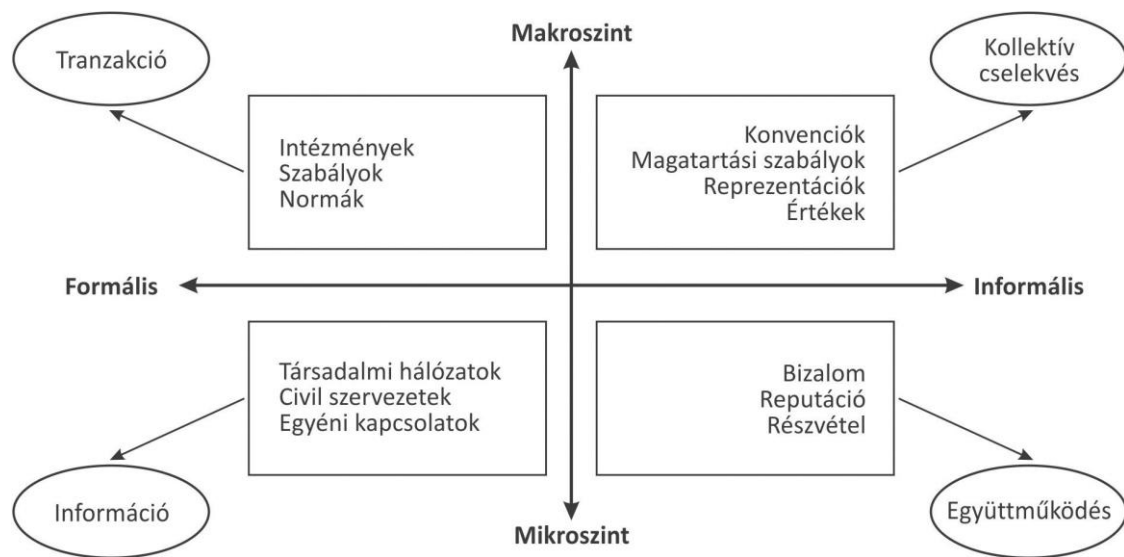 Makroszint
Tranzakció
Kollektív
cselekvés
Intézmények
Szabályok
Normák
Konvenciók
Magatartási szabályok
Reprezentációk
Értékek
Formális
Informális
Társadalmi hálózatok
Civil szervezetek
Egyéni kapcsolatok
Bizalom
Reputáció
Részvétel
Információ
Együttműködés
Mikroszint